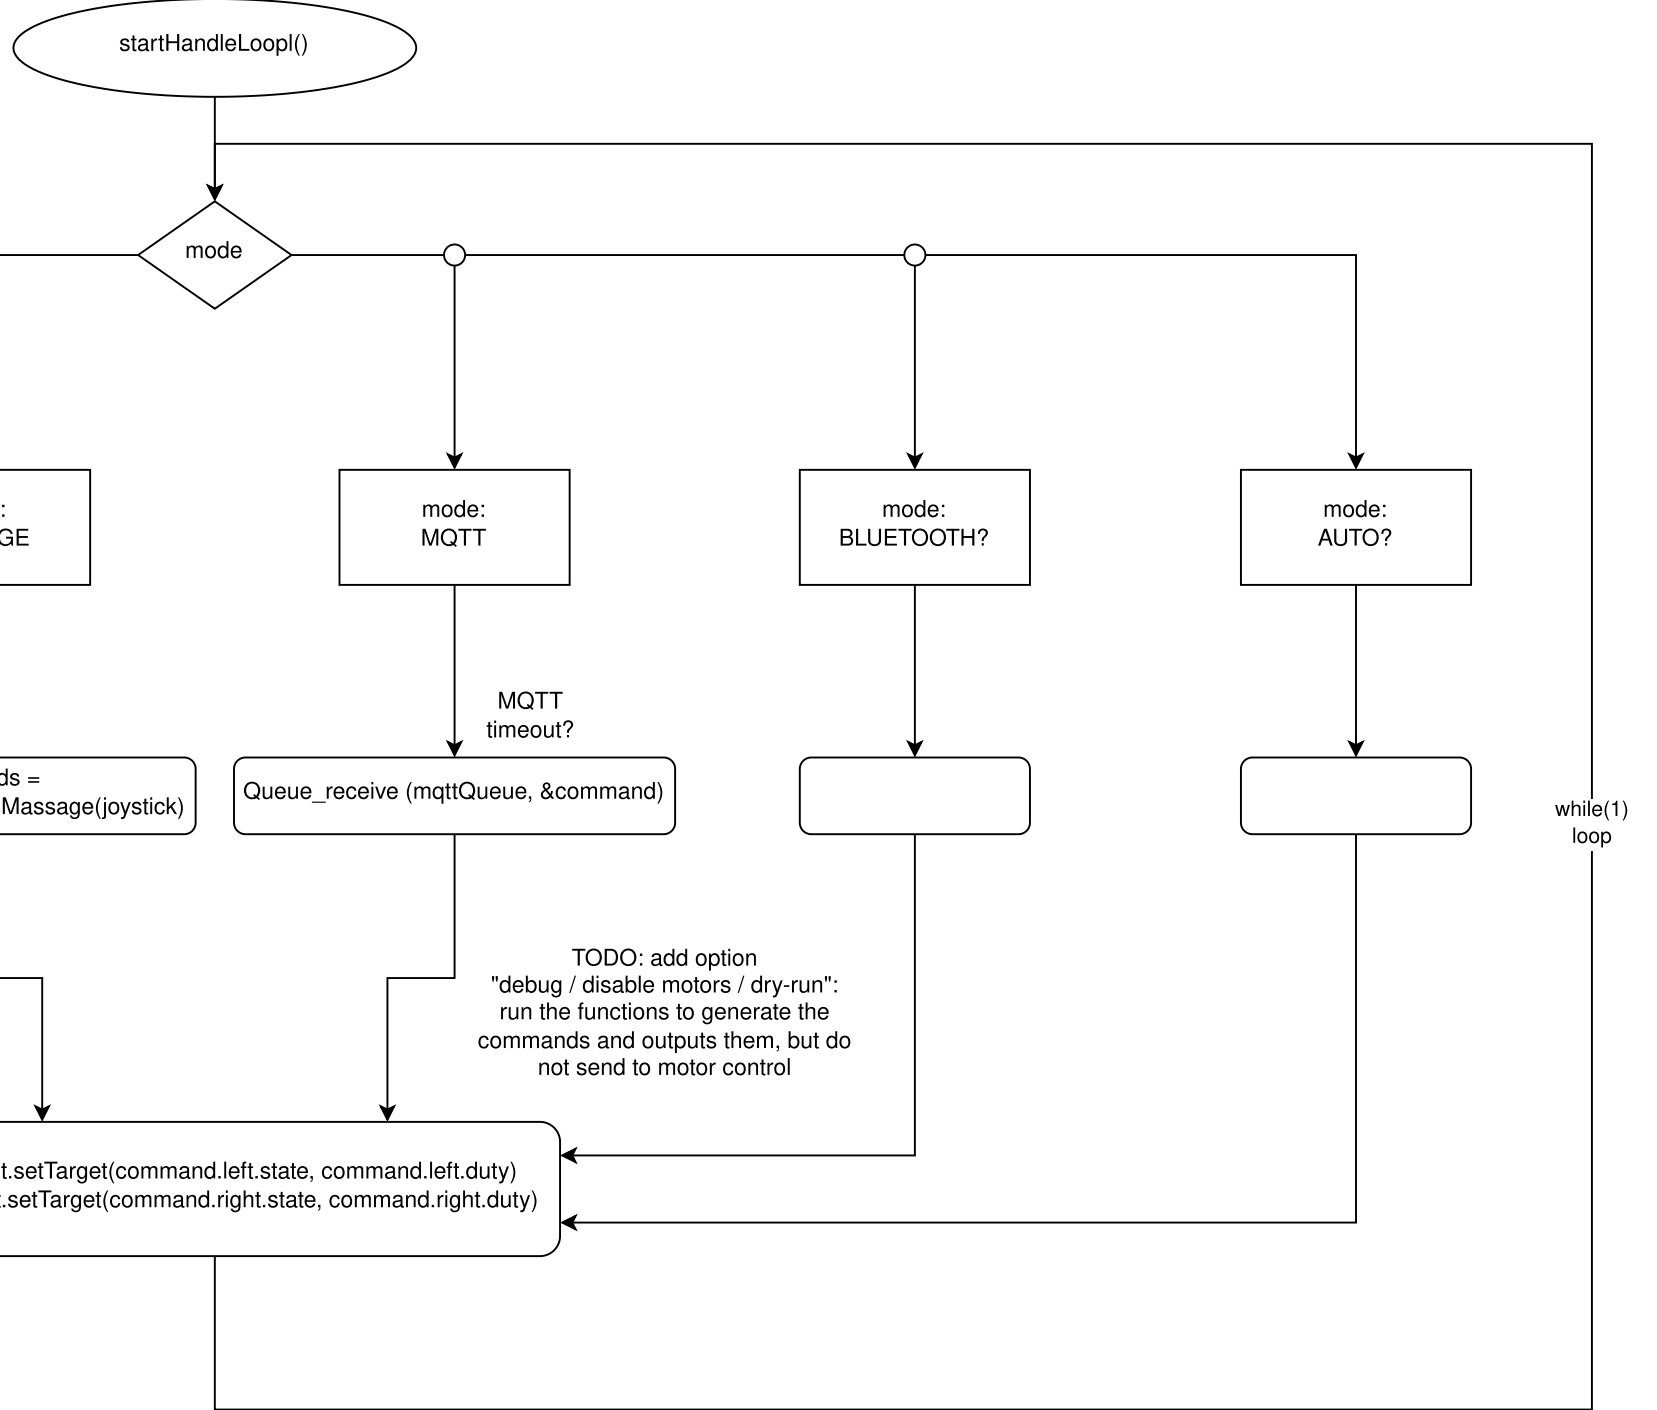 startHandleLoopl()
mode
:
GE
mode:
MQTT
mode:
BLUETOOTH?
mode:
AUTO?
MQTT
timeout?
ds =
Massage(joystick)
Queue_receive (mqttQueue, &command)
while(1)
loop
TODO: add option
"debug / disable motors / dry-run":
run the functions to generate the
commands and outputs them, but do
not send to motor control
t.setTarget(command.left.state, command.left.duty)
.setTarget(command.right.state, command.right.duty)